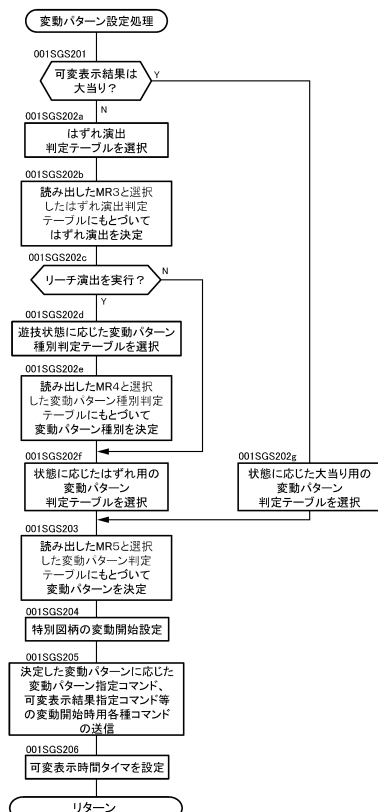 変動パターン設定処理
001SGS201
可変表示結果は
大当り？
Y
N
001SGS202a
はずれ演出
判定テーブルを選択
001SGS202b
読み出したMR3と選択
したはずれ演出判定
テーブルにもとづいて
はずれ演出を決定
001SGS202c
リーチ演出を実行？
N
Y
001SGS202d
遊技状態に応じた変動パターン
種別判定テーブルを選択
001SGS202e
読み出したMR4と選択
した変動パターン種別判定
テーブルにもとづいて
変動パターン種別を決定
001SGS202f
状態に応じたはずれ用の
変動パターン
判定テーブルを選択
001SGS202g
状態に応じた大当り用の
変動パターン
判定テーブルを選択
001SGS203
読み出したMR5と選択
した変動パターン判定
テーブルにもとづいて
変動パターンを決定
001SGS204
特別図柄の変動開始設定
001SGS205
決定した変動パターンに応じた
変動パターン指定コマンド、
可変表示結果指定コマンド等
の変動開始時用各種コマンド
の送信
001SGS206
可変表示時間タイマを設定
リターン